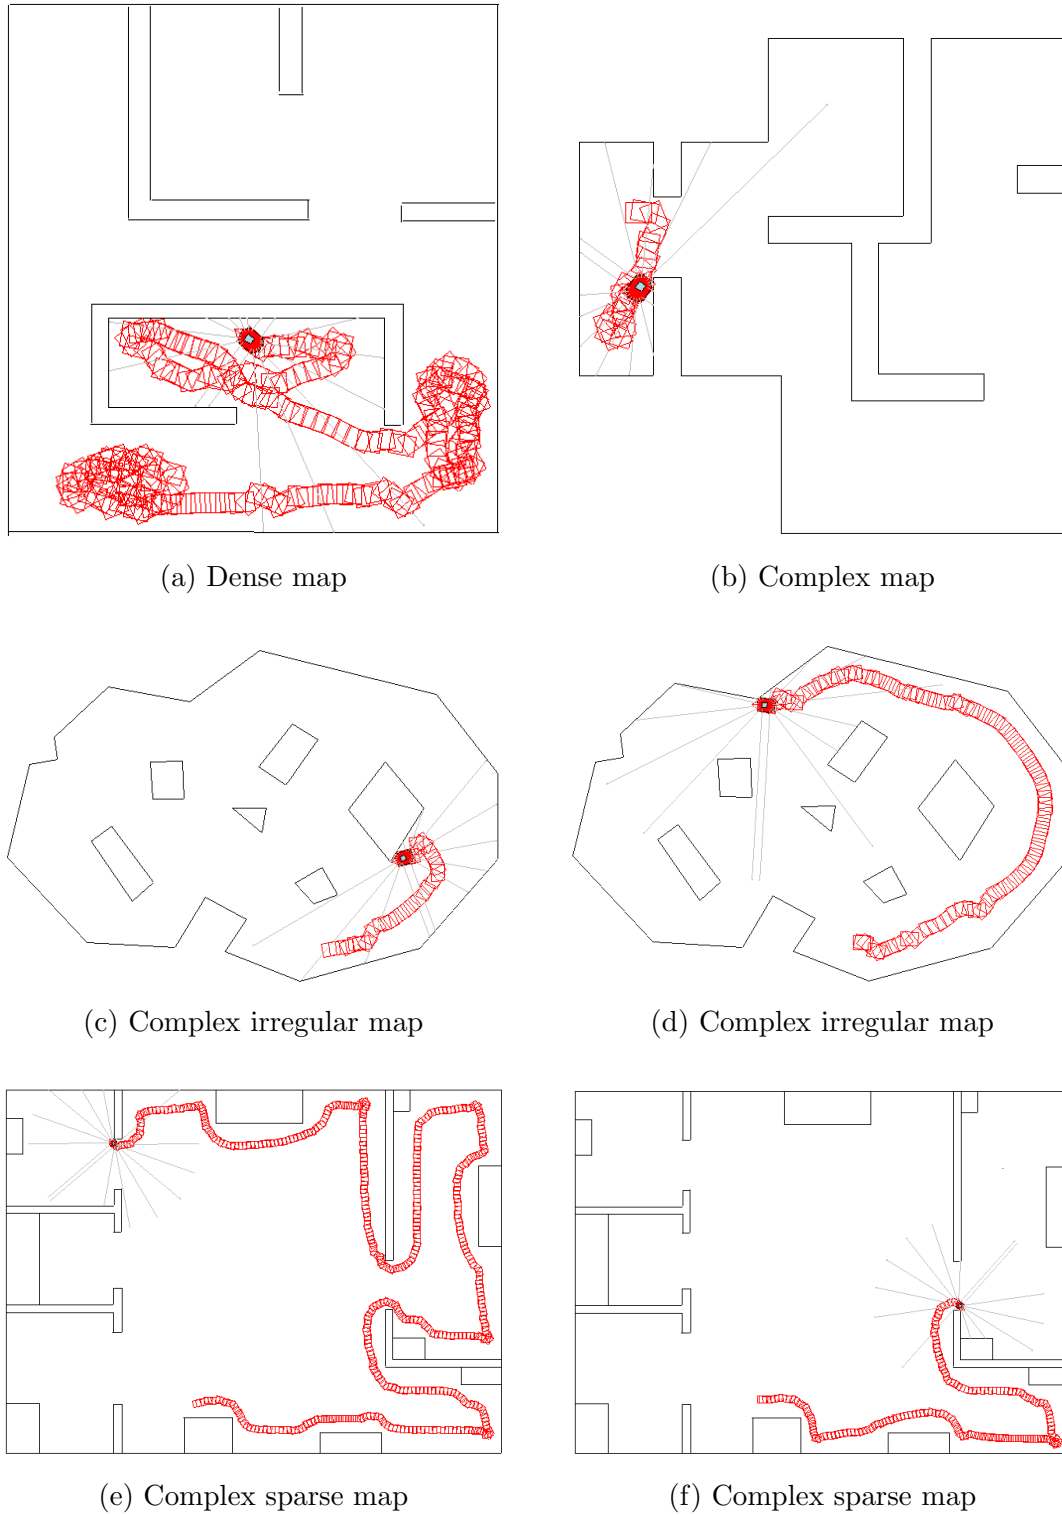 (a) Dense map
(b) Complex map
(c) Complex irregular map
(d) Complex irregular map
(e) Complex sparse map
(f) Complex sparse map